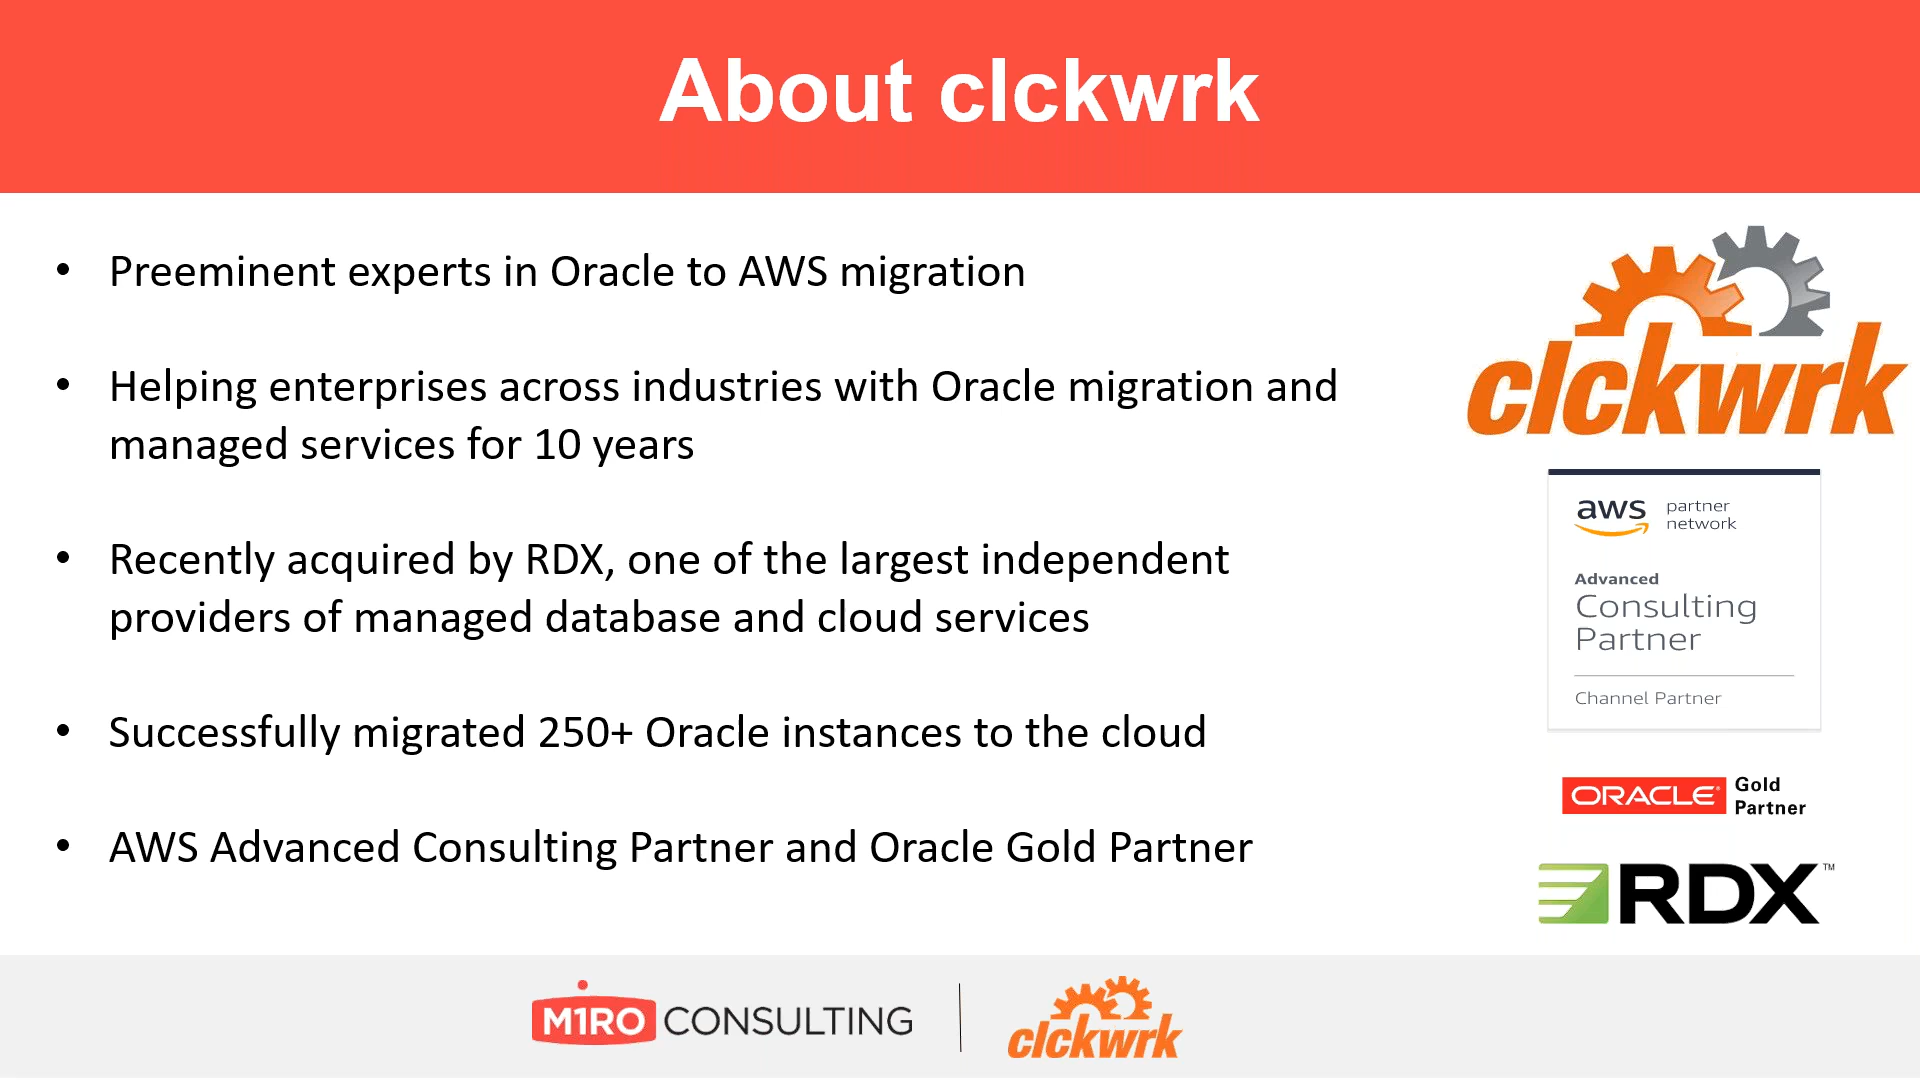 About clckwrk
• Preeminent experts in Oracle to AWS migration
• Helping enterprises across industries with Oracle migration and
managed services for 10 years
• Recently acquired by RDX, one of the largest independent
providers of managed database and cloud services
• Successfully migrated 250+ Oracle instances to the cloud
• AWS Advanced Consulting Partner and Oracle Gold Partner
clckwrk
aws partner
network
Advanced
Consulting
Partner
Channel Partner
ORACLE® Gold
Partner
RDX™
M1RO CONSULTING
clckwrk